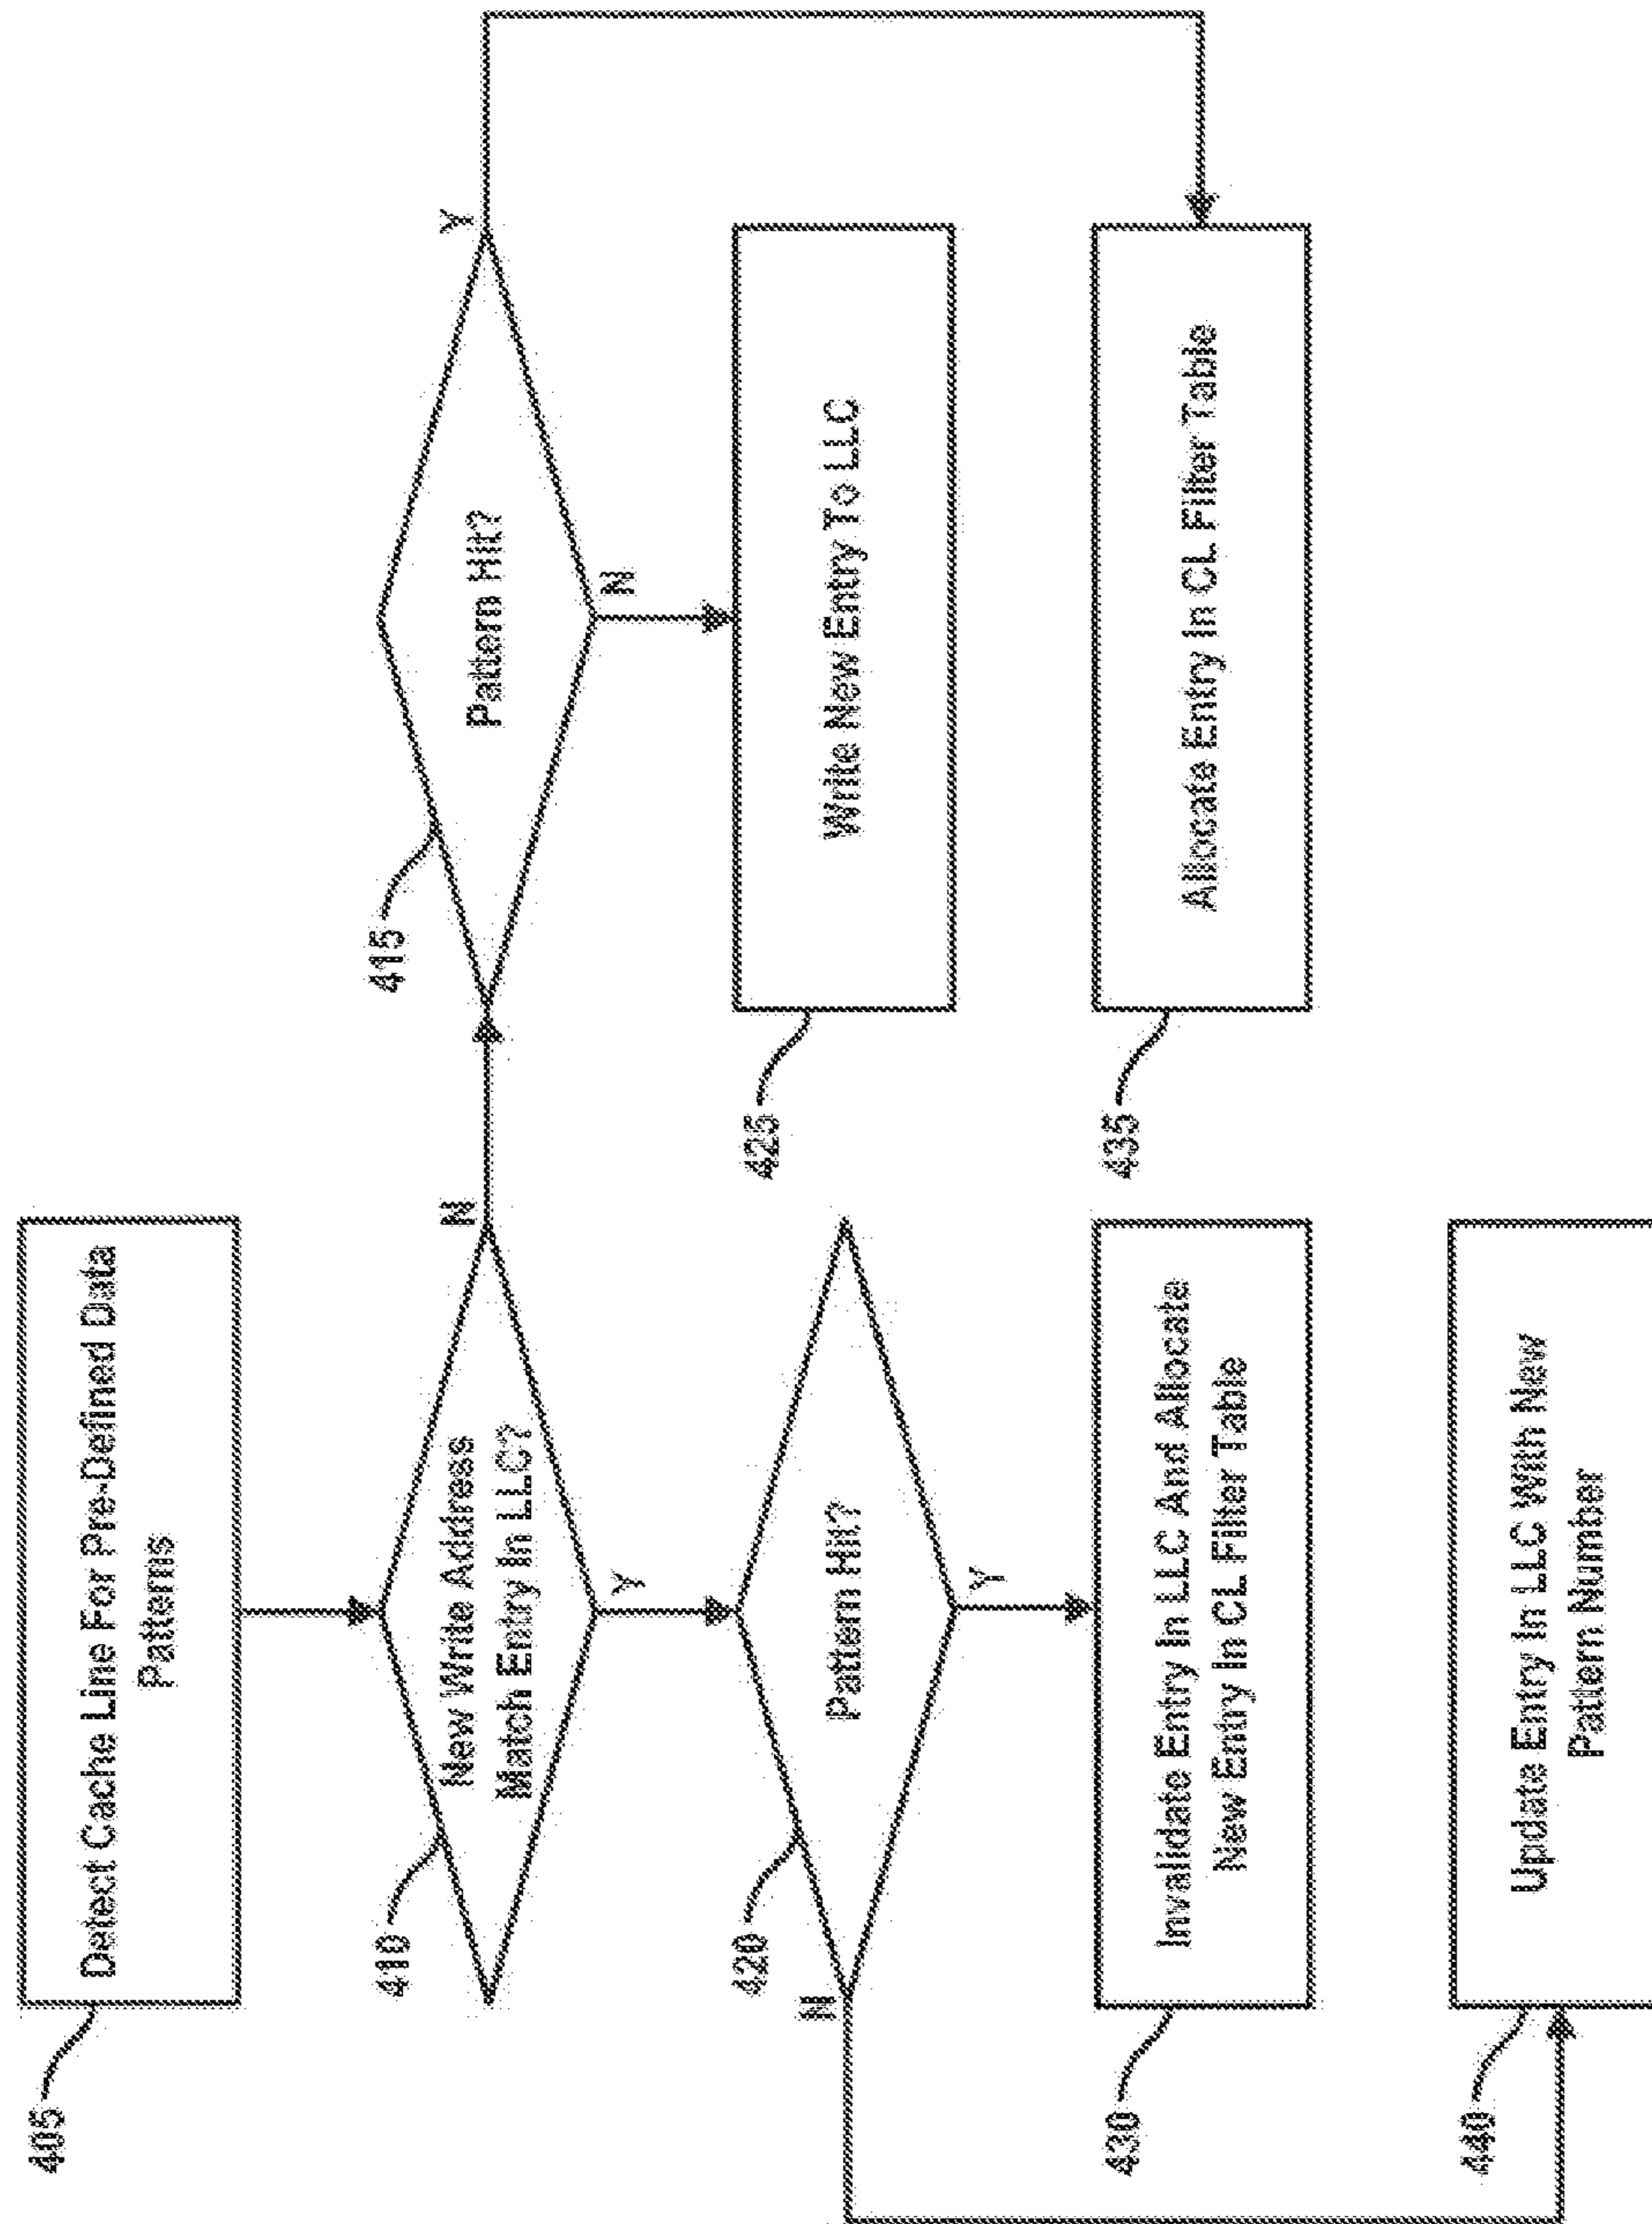 405
Detect Cache Line For Pre-Defined Data
Patterns
410
New Write Address
Match Entry In LLC?
N
Y
415
Pattern Hit?
Y
N
420
Pattern Hit?
N
Y
425
Write New Entry To LLC
430
Invalidate Entry In LLC And Allocate
New Entry In CL Filter Table
435
Allocate Entry In CL Filter Table
440
Update Entry In LLC With New
Pattern Number